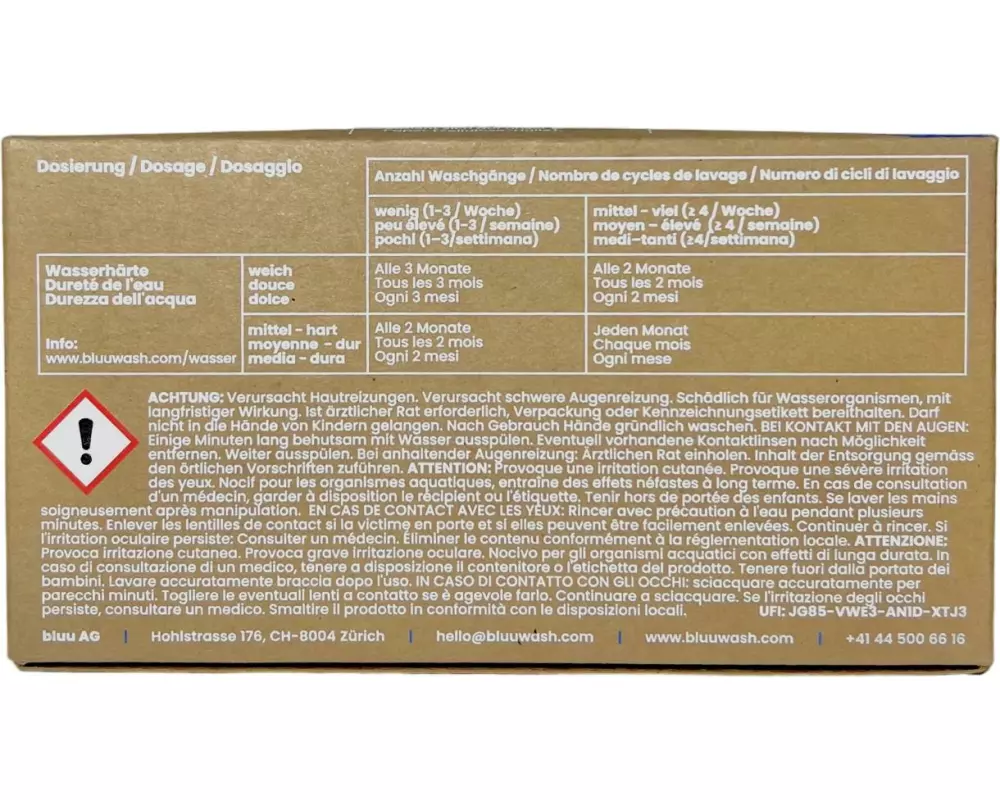 Dosierung / Dosage / Dosaggio
Anzahl Waschgänge / Nombre de cycles de lavage / Numero di cicli di lavaggio
wenig (1-3 / Woche)
peu élevé (1-3 / semaine)
pochi (1-3/settimana)
mittel - viel (≥ 4 / Woche)
moyen - élevé (≥ 4 / semaine)
medi-tanti (≥4/settimana)
Wasserhärte
Dureté de l'eau
Durezza dell'acqua
Info:
www.bluuwash.com/wasser
weich
douce
dolce
Alle 3 Monate
Tous les 3 mois
Ogni 3 mesi
Alle 2 Monate
Tous les 2 mois
Ogni 2 mesi
mittel - hart
moyenne - dur
media - dura
Alle 2 Monate
Tous les 2 mois
Ogni 2 mesi
Jeden Monat
Chaque mois
Ogni mese
ACHTUNG: Verursacht Hautreizungen. Verursacht schwere Augenreizung. Schädlich für Wasserorganismen, mit
langfristiger Wirkung. Ist ärztlicher Rat erforderlich, Verpackung oder Kennzeichnungsetikett bereithalten. Darf
nicht in die Hände von Kindern gelangen. Nach Gebrauch Hände gründlich waschen. BEI KONTAKT MIT DEN AUGEN:
Einige Minuten lang behutsam mit Wasser ausspülen. Eventuell vorhandene Kontaktlinsen nach Möglichkeit
entfernen. Weiter ausspülen. Bei anhaltender Augenreizung: Ärztlichen Rat einholen. Inhalt der Entsorgung gemäss
den örtlichen Vorschriften zuführen. ATTENTION: Provoque une irritation cutanée. Provoque une sévère irritation
des yeux. Nocif pour les organismes aquatiques, entraîne des effets néfastes à long terme. En cas de consultation
d'un médecin, garder à disposition le récipient ou l'étiquette. Tenir hors de portée des enfants. Se laver les mains
soigneusement après manipulation. EN CAS DE CONTACT AVEC LES YEUX: Rincer avec précaution à l'eau pendant plusieurs
minutes. Enlever les lentilles de contact si la victime en porte et si elles peuvent être facilement enlevées. Continuer à rincer. Si
l'irritation oculaire persiste: Consulter un médecin. Éliminer le contenu conformément à la réglementation locale. ATTENZIONE:
Provoca irritazione cutanea. Provoca grave irritazione oculare. Nocivo per gli organismi acquatici con effetti di lunga durata. In
caso di consultazione di un medico, tenere a disposizione il contenitore o l'etichetta del prodotto. Tenere fuori dalla portata dei
bambini. Lavare accuratamente braccia dopo l'uso. IN CASO DI CONTATTO CON GLI OCCHI: sciacquare accuratamente per
parecchi minuti. Togliere le eventuali lenti a contatto se è agevole farlo. Continuare a sciacquare. Se l'irritazione degli occhi
persiste, consultare un medico. Smaltire il prodotto in conformità con le disposizioni locali.
UFI: JG85-VWE3-AN1D-XTJ3
bluu AG | Hohlstrasse 176, CH-8004 Zürich | hello@bluuwash.com | www.bluuwash.com | +41 44 500 66 16